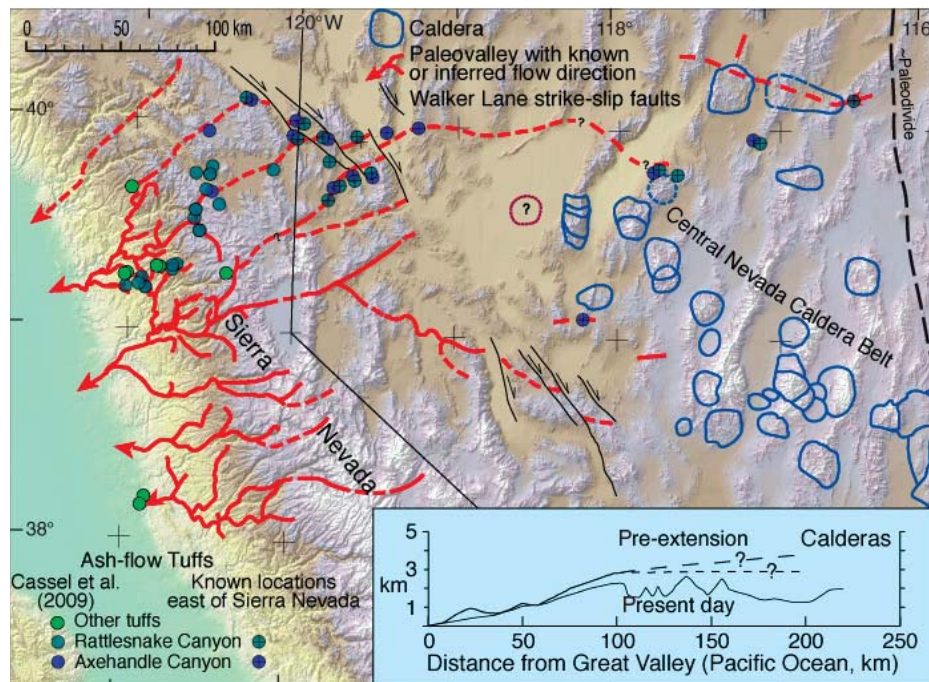 120°W
118°
116
0 50 100 km
Caldera
Paleovalley with known
or inferred flow direction
Walker Lane strike-slip faults
~Paleodivide
40°
?
?
?
?
Central Nevada Caldera Belt
Sierra
Nevada
38°
Ash-flow Tuffs
Cassel et al.
(2009)
Known locations
east of Sierra Nevada
Other tuffs
Rattlesnake Canyon
Axehandle Canyon
5
4
3
km
1
Pre-extension
Calderas
?
?
Present day
0 50 100 150 200 250
Distance from Great Valley (Pacific Ocean, km)